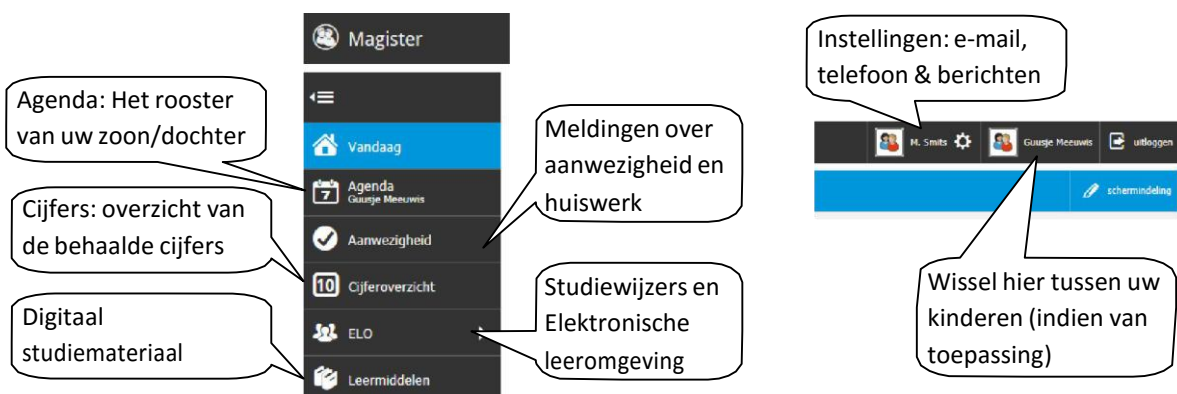 Magister
Agenda: Het rooster
van uw zoon/dochter
Cijfers: overzicht van
de behaalde cijfers
Digitaal
studiemateriaal
Vandaag
7
Agenda
Guusje Meeuwis
Aanwezigheid
10
Cijferoverzicht
ELO
Leermiddelen
Meldingen over
aanwezigheid en
huiswerk
Studiewijzers en
Elektronische
leeromgeving
Instellingen: e-mail,
telefoon & berichten
M. Smits
Guusje Meeuwis
uitloggen
schermindeling
Wissel hier tussen uw
kinderen (indien van
toepassing)